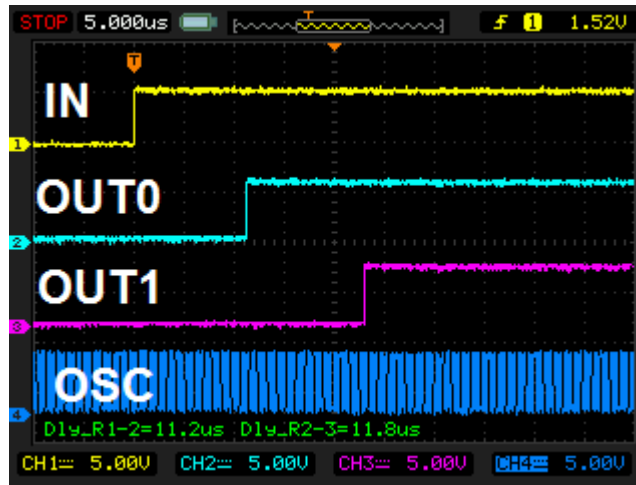 STOP 5.000us T 1 1.52V
T
IN
1
OUT0
2
OUT1
3
OSC
4
Dly_R1-2=11.2us Dly_R2-3=11.8us
CH1 5.00V CH2 5.00V CH3 5.00V CH4 5.00V